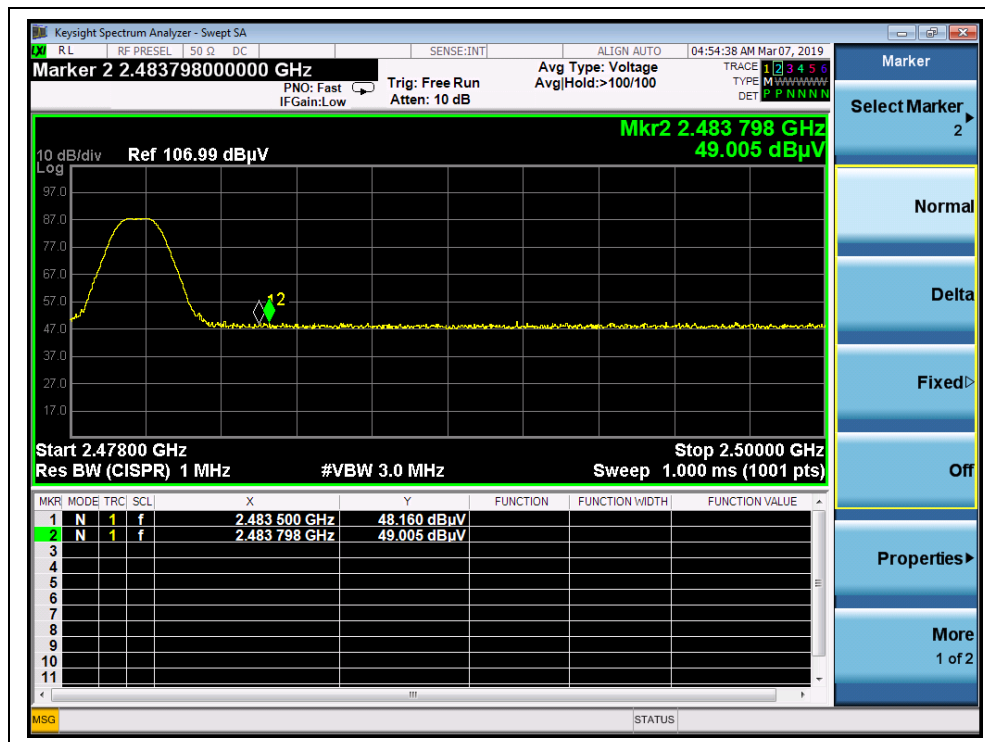 Keysight Spectrum Analyzer - Swept SA
LXI RL RF PRESEL 50 Ω DC SENSE:INT ALIGN AUTO 04:54:38 AM Mar 07, 2019
Marker 2 2.483798000000 GHz
PNO: Fast
IFGain:Low
Trig: Free Run
Atten: 10 dB
Avg Type: Voltage
Avg|Hold:>100/100
TRACE 1 2 3 4 5 6
TYPE M WWWWW
DET P P N N N N
Mkr2 2.483 798 GHz
49.005 dBµV
10 dB/div Ref 106.99 dBµV
Log
97.0
87.0
77.0
67.0
57.0
47.0
37.0
27.0
17.0
1 2
Start 2.47800 GHz Stop 2.50000 GHz
Res BW (CISPR) 1 MHz #VBW 3.0 MHz Sweep 1.000 ms (1001 pts)
MKR MODE TRC SCL X Y FUNCTION FUNCTION WIDTH FUNCTION VALUE
1 N 1 f 2.483 500 GHz 48.160 dBµV
2 N 1 f 2.483 798 GHz 49.005 dBµV
3
4
5
6
7
8
9
10
11
MSG STATUS
Marker
Select Marker
2
Normal
Delta
Fixed
Off
Properties
More
1 of 2